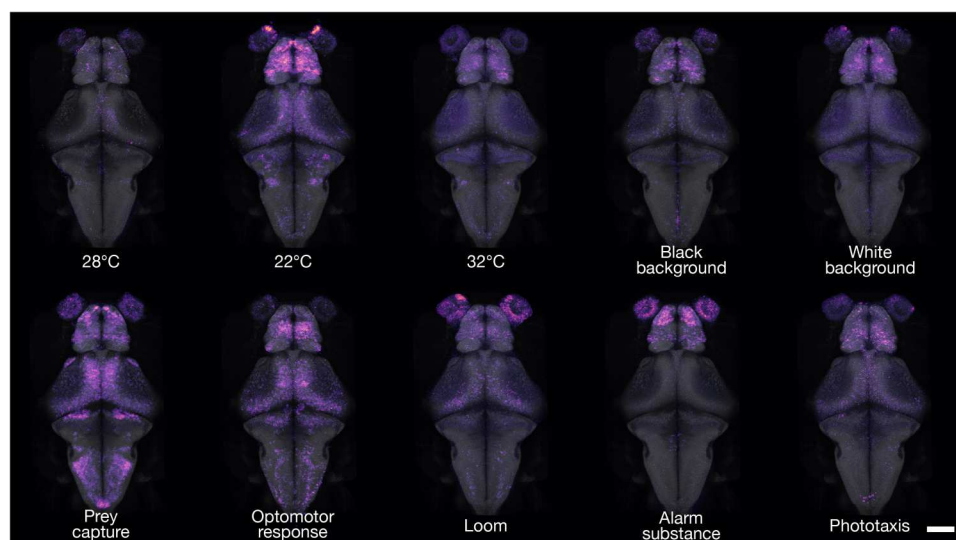 28°C
22°C
32°C
Black
background
White
background
Prey
capture
Optomotor
response
Loom
Alarm
substance
Phototaxis